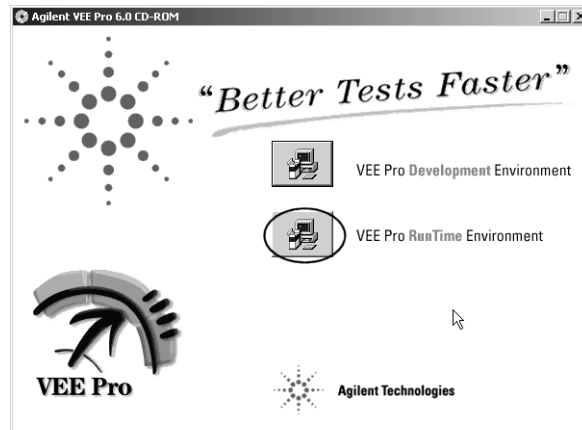 Agilent VEE Pro 6.0 CD-ROM
“Better Tests Faster”
VEE Pro Development Environment
VEE Pro RunTime Environment
VEE Pro
Agilent Technologies